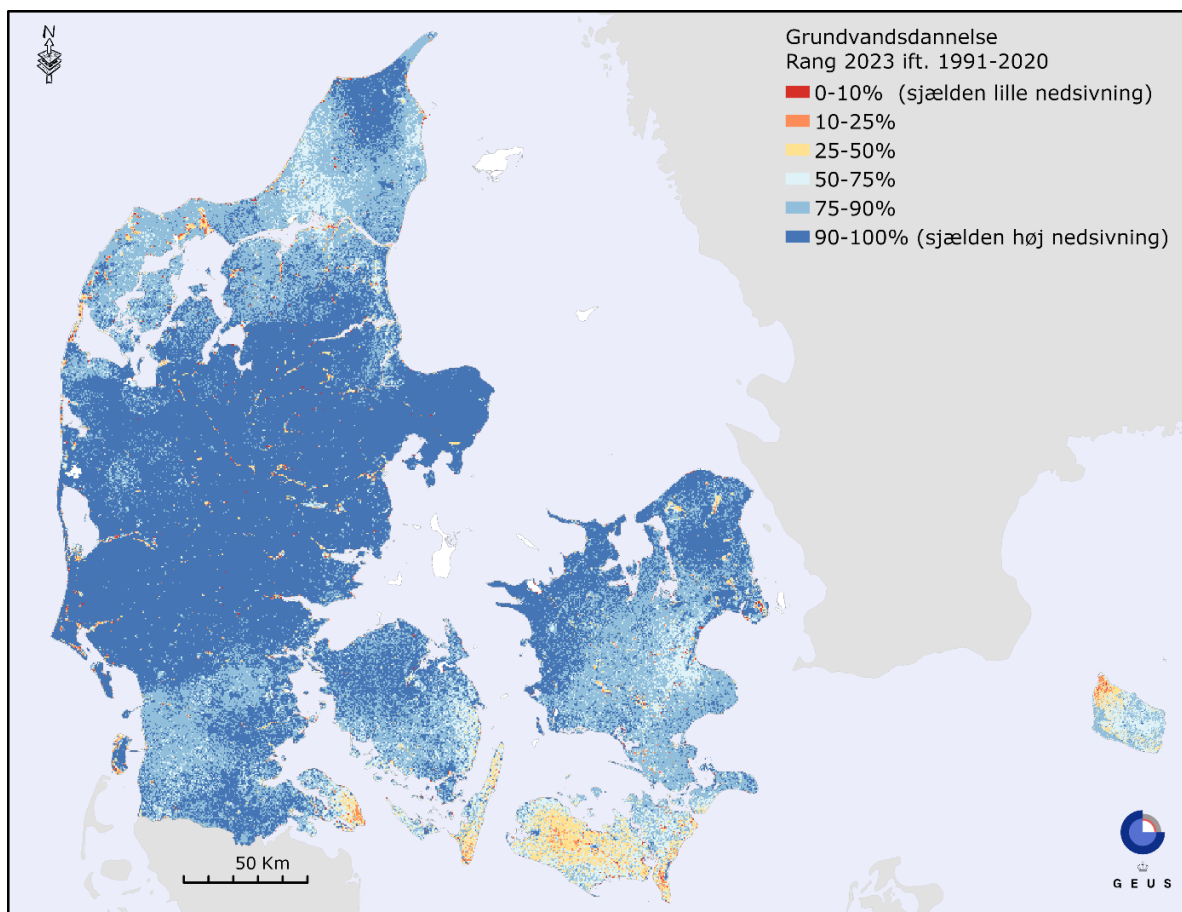 N
Grundvandsdannelse
Rang 2023 ift. 1991-2020
0-10% (sjælden lille nedsivning)
10-25%
25-50%
50-75%
75-90%
90-100% (sjælden høj nedsivning)
50 Km
G E U S